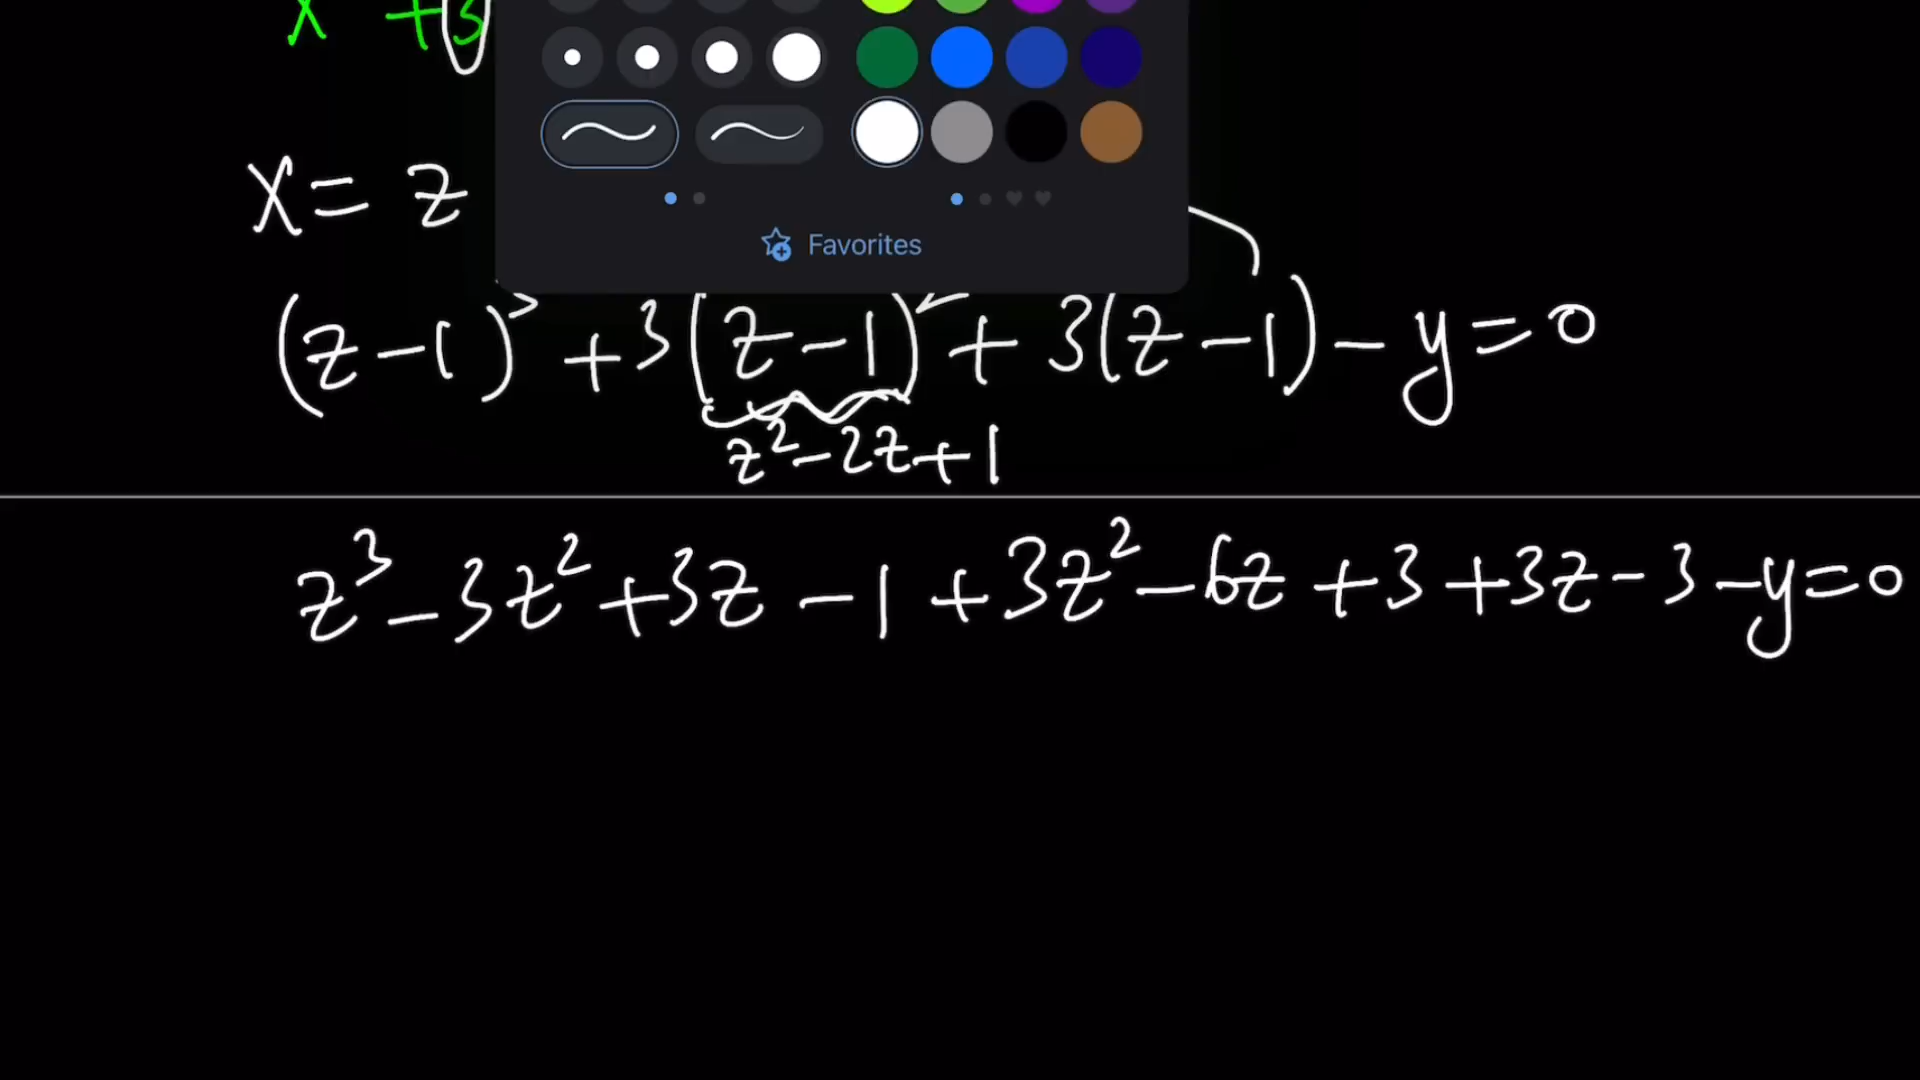 x +3
x= z
Favorites
(z-1)³ +3(z-1)²+ 3(z-1)-y=0
z²-2z+1
z³-3z²+3z-1+3z²-6z+3+3z-3-y=0